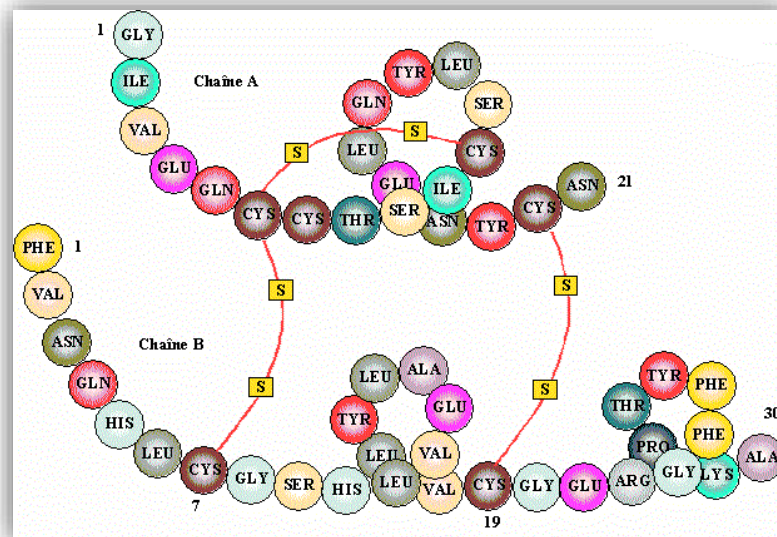 1
GLY
ILE
Chaîne A
VAL
GLU
GLN
CYS
CYS
THR
SER
ILE
CYS
SER
LEU
TYR
GLN
LEU
GLU
ASN
TYR
CYS
ASN
21
S
S
S
S
S
S
PHE
1
VAL
ASN
Chaîne B
GLN
HIS
LEU
CYS
7
GLY
SER
HIS
LEU
VAL
GLU
ALA
LEU
TYR
LEU
VAL
CYS
19
GLY
GLU
ARG
GLY
PHE
PHE
TYR
THR
PRO
LYS
ALA
30